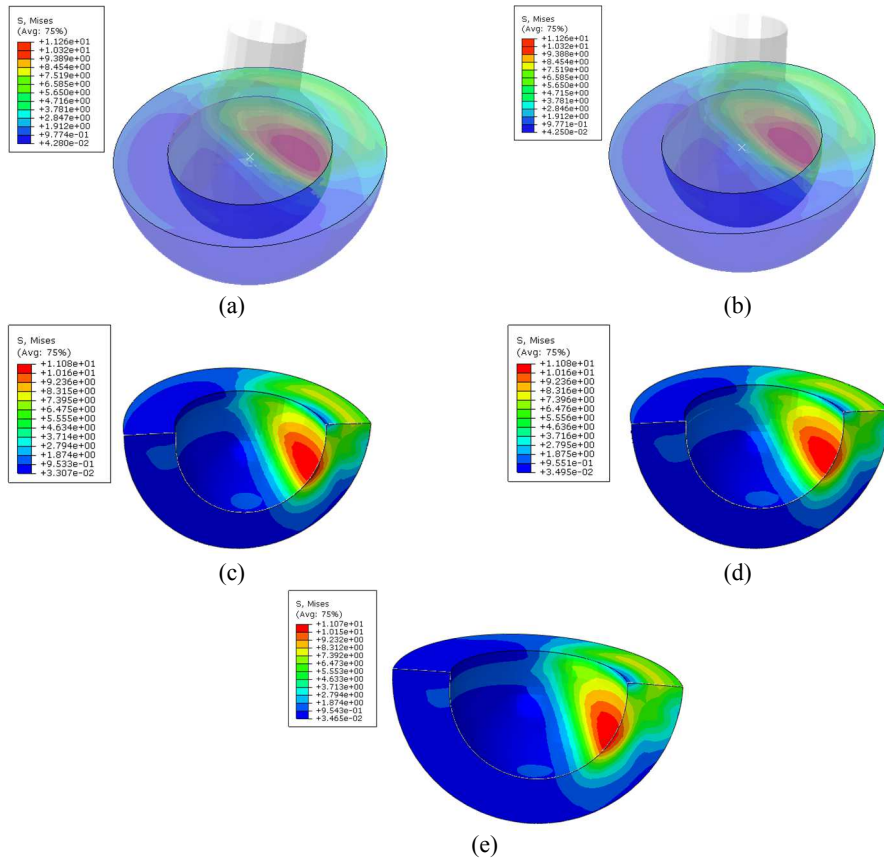 S, Mises
(Avg: 75%)
+1.126e+01
+1.032e+01
+9.389e+00
+8.454e+00
+7.519e+00
+6.585e+00
+5.650e+00
+4.716e+00
+3.781e+00
+2.847e+00
+1.912e+00
+9.774e-01
+4.280e-02
(a)
S, Mises
(Avg: 75%)
+1.126e+01
+1.032e+01
+9.388e+00
+8.454e+00
+7.519e+00
+6.585e+00
+5.650e+00
+4.715e+00
+3.781e+00
+2.846e+00
+1.912e+00
+9.771e-01
+4.250e-02
(b)
S, Mises
(Avg: 75%)
+1.108e+01
+1.016e+01
+9.236e+00
+8.315e+00
+7.395e+00
+6.475e+00
+5.555e+00
+4.634e+00
+3.714e+00
+2.794e+00
+1.874e+00
+9.533e-01
+3.307e-02
(c)
S, Mises
(Avg: 75%)
+1.108e+01
+1.016e+01
+9.236e+00
+8.316e+00
+7.396e+00
+6.476e+00
+5.556e+00
+4.636e+00
+3.716e+00
+2.795e+00
+1.875e+00
+9.551e-01
+3.495e-02
(d)
S, Mises
(Avg: 75%)
+1.107e+01
+1.015e+01
+9.232e+00
+8.312e+00
+7.392e+00
+6.473e+00
+5.553e+00
+4.633e+00
+3.713e+00
+2.794e+00
+1.874e+00
+9.543e-01
+3.465e-02
(e)